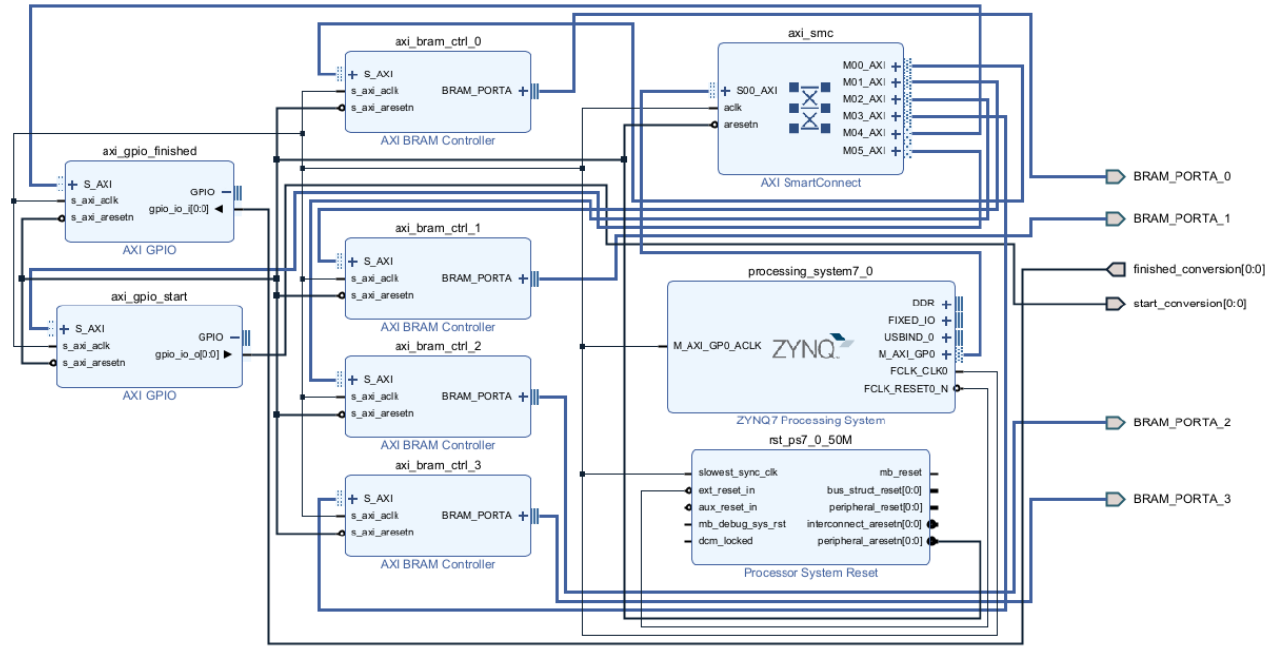 axi_bram_ctrl_0
S_AXI
s_axi_aclk
s_axi_aresetn
BRAM_PORTA
AXI BRAM Controller
axi_smc
S00_AXI
aclk
aresetn
M00_AXI
M01_AXI
M02_AXI
M03_AXI
M04_AXI
M05_AXI
AXI SmartConnect
axi_gpio_finished
S_AXI
s_axi_aclk
s_axi_aresetn
GPIO
gpio_io_i[0:0]
AXI GPIO
axi_bram_ctrl_1
S_AXI
s_axi_aclk
s_axi_aresetn
BRAM_PORTA
AXI BRAM Controller
axi_gpio_start
S_AXI
s_axi_aclk
s_axi_aresetn
GPIO
gpio_io_o[0:0]
AXI GPIO
processing_system7_0
M_AXI_GP0_ACLK
ZYNQ
DDR
FIXED_IO
USBIND_0
M_AXI_GP0
FCLK_CLK0
FCLK_RESET0_N
ZYNQ7 Processing System
axi_bram_ctrl_2
S_AXI
s_axi_aclk
s_axi_aresetn
BRAM_PORTA
AXI BRAM Controller
rst_ps7_0_50M
slowest_sync_clk
ext_reset_in
aux_reset_in
mb_debug_sys_rst
dcm_locked
mb_reset
bus_struct_reset[0:0]
peripheral_reset[0:0]
interconnect_aresetn[0:0]
peripheral_aresetn[0:0]
Processor System Reset
axi_bram_ctrl_3
S_AXI
s_axi_aclk
s_axi_aresetn
BRAM_PORTA
AXI BRAM Controller
BRAM_PORTA_0
BRAM_PORTA_1
finished_conversion[0:0]
start_conversion[0:0]
BRAM_PORTA_2
BRAM_PORTA_3